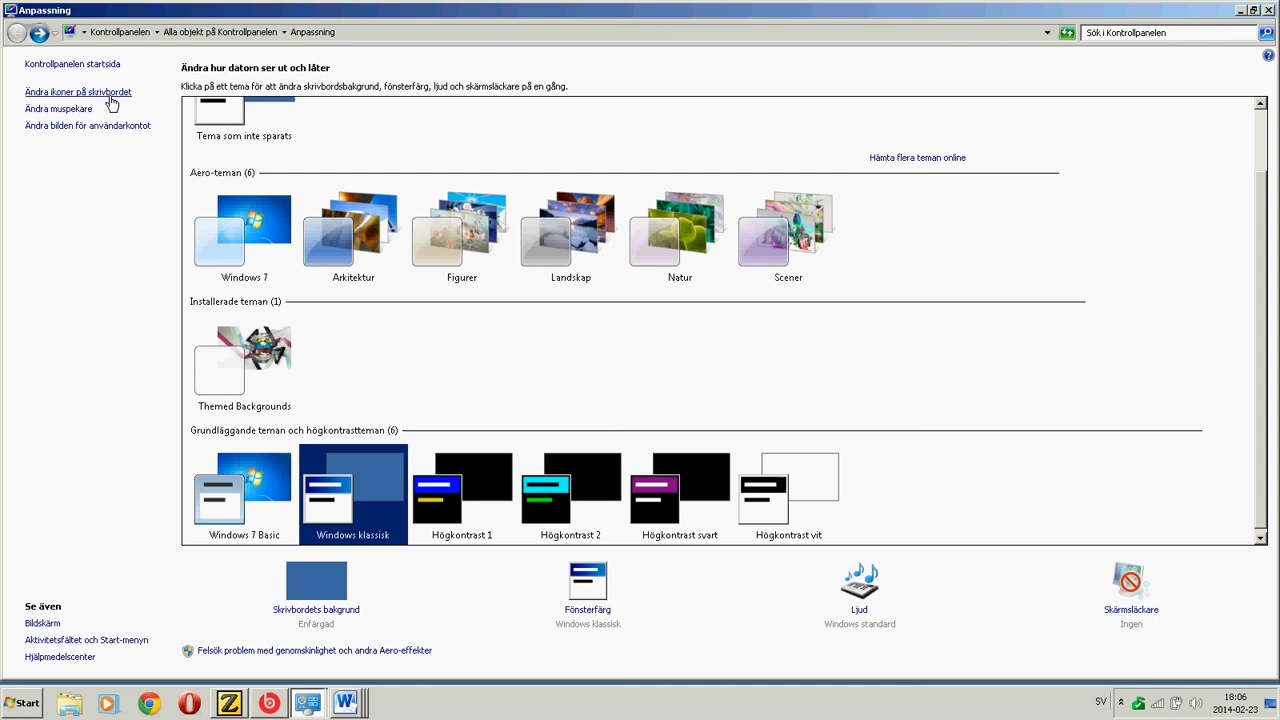 Anpassning
Kontrollpanelen ▸ Alla objekt på Kontrollpanelen ▸ Anpassning
Sök i Kontrollpanelen
Kontrollpanelen startsida
Ändra ikoner på skrivbordet
Ändra muspekare
Ändra bilden för användarkontot
Ändra hur datorn ser ut och låter
Klicka på ett tema för att ändra skrivbordsbakgrund, fönsterfärg, ljud och skärmsläckare på en gång.
Tema som inte sparats
Hämta flera teman online
Aero-teman (6)
Windows 7 Arkitektur Figurer Landskap Natur Scener
Installerade teman (1)
Themed Backgrounds
Grundläggande teman och högkontrastteman (6)
Windows 7 Basic Windows klassisk Högkontrast 1 Högkontrast 2 Högkontrast svart Högkontrast vit
Skrivbordets bakgrund Fönsterfärg Ljud Skärmsläckare
Enfärgad Windows klassisk Windows standard Ingen
Felsök problem med genomskinlighet och andra Aero-effekter
Se även
Bildskärm
Aktivitetsfältet och Start-menyn
Hjälpmedelscenter
Start
SV
18:06
2014-02-23